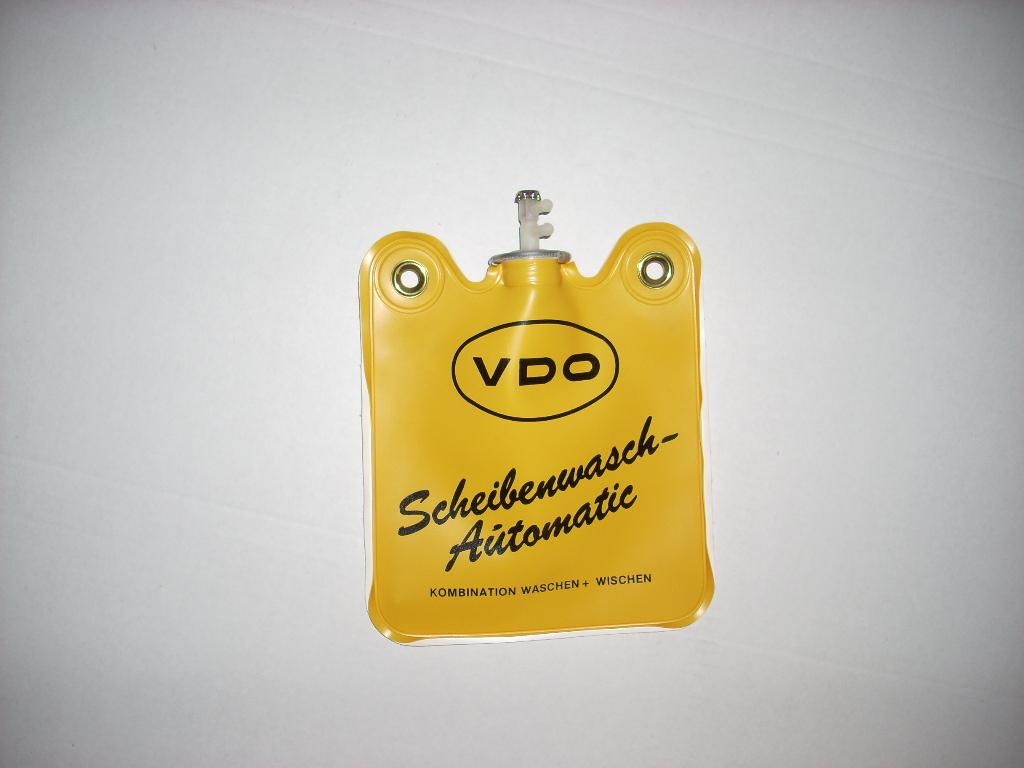 VDO
Scheibenwasch-
Automatic
KOMBINATION WASCHEN + WISCHEN